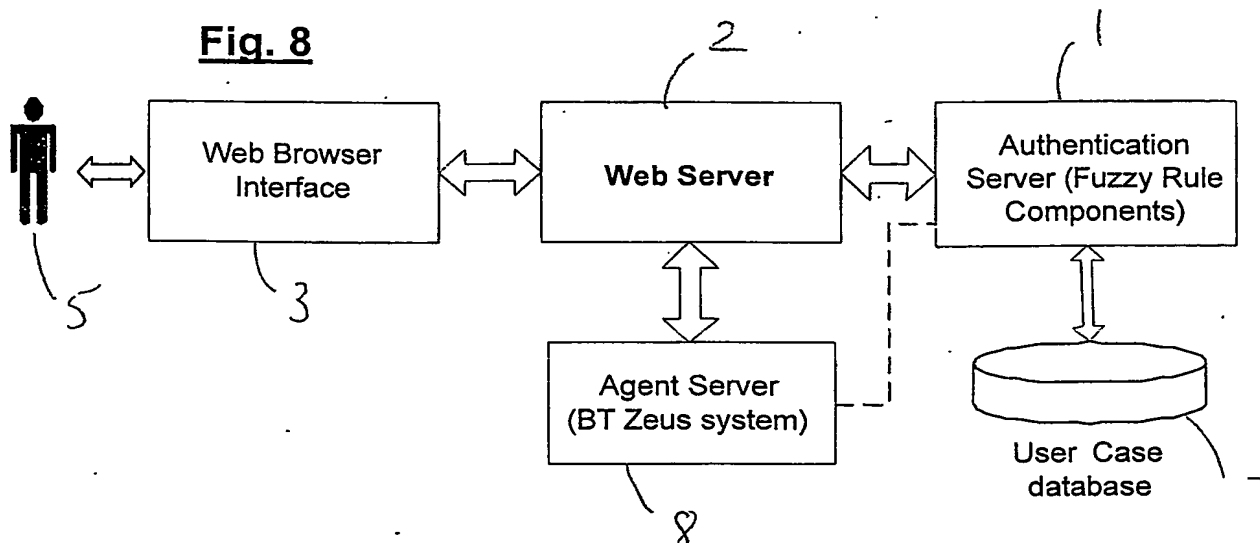 Fig. 8
2
1
Web Browser
Interface
Web Server
Authentication
Server (Fuzzy Rule
Components)
5
3
Agent Server
(BT Zeus system)
User Case
database
8